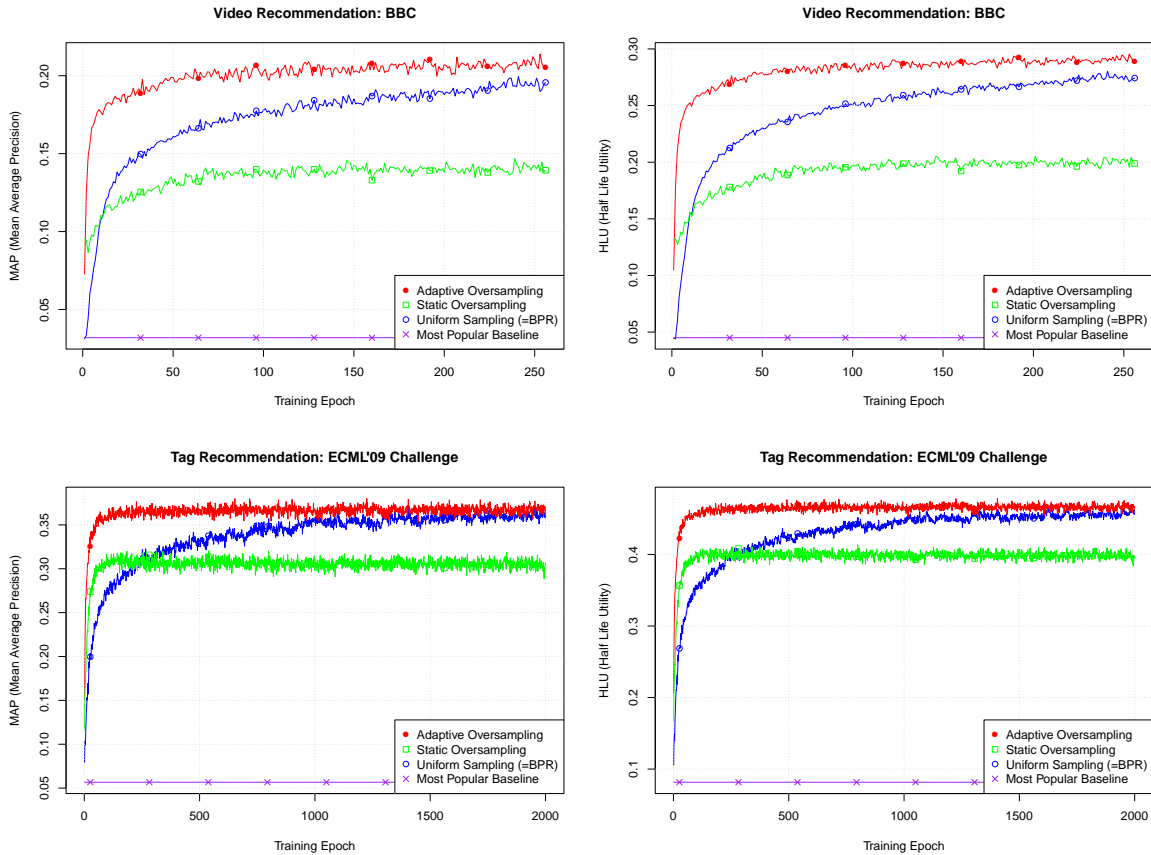 Video Recommendation: BBC
MAP (Mean Average Precision)
0.20
0.15
0.10
0.05
Adaptive Oversampling
Static Oversampling
Uniform Sampling (=BPR)
Most Popular Baseline
0 50 100 150 200 250
Training Epoch
Video Recommendation: BBC
HLU (Half Life Utility)
0.30
0.25
0.20
0.15
0.10
0.05
Adaptive Oversampling
Static Oversampling
Uniform Sampling (=BPR)
Most Popular Baseline
0 50 100 150 200 250
Training Epoch
Tag Recommendation: ECML'09 Challenge
MAP (Mean Average Precision)
0.35
0.30
0.25
0.20
0.15
0.10
0.05
Adaptive Oversampling
Static Oversampling
Uniform Sampling (=BPR)
Most Popular Baseline
0 500 1000 1500 2000
Training Epoch
Tag Recommendation: ECML'09 Challenge
HLU (Half Life Utility)
0.4
0.3
0.2
0.1
Adaptive Oversampling
Static Oversampling
Uniform Sampling (=BPR)
Most Popular Baseline
0 500 1000 1500 2000
Training Epoch